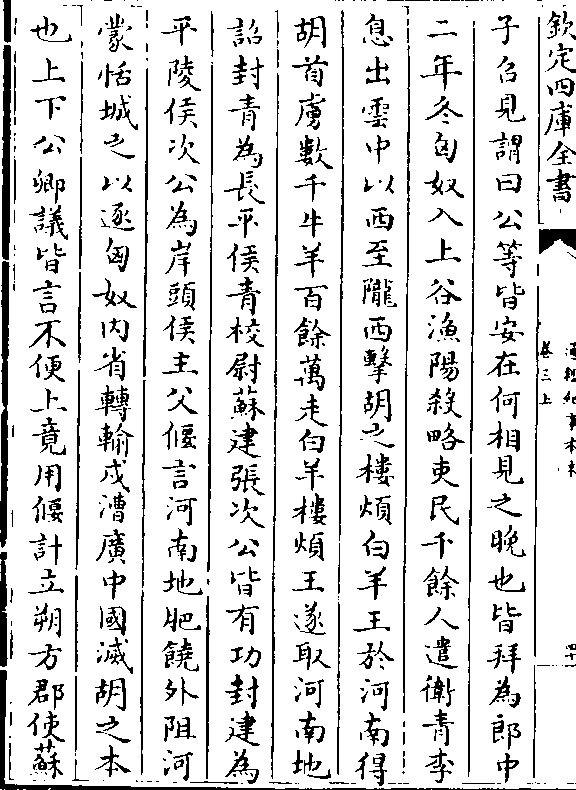 欽定四庫全書
卷三上
子召見謂曰公等皆安在何相見之晚也皆拜為郎中
二年冬匈奴入上谷漁陽殺略吏民千餘人遣衛青李
息出雲中以西至隴西擊胡之樓煩白羊王於河南得
胡首虜數千牛羊百餘萬走白羊樓煩王遂取河南地
詔封青為長平侯青校尉蘇建張次公皆有功封建為
平陵侯次公為岸頭侯主父偃言河南地肥饒外阻河
蒙恬城之以逐匈奴内省轉輸戍漕廣中國滅胡之本
也上下公卿議皆言不便上竟用偃計立朔方郡使蘇